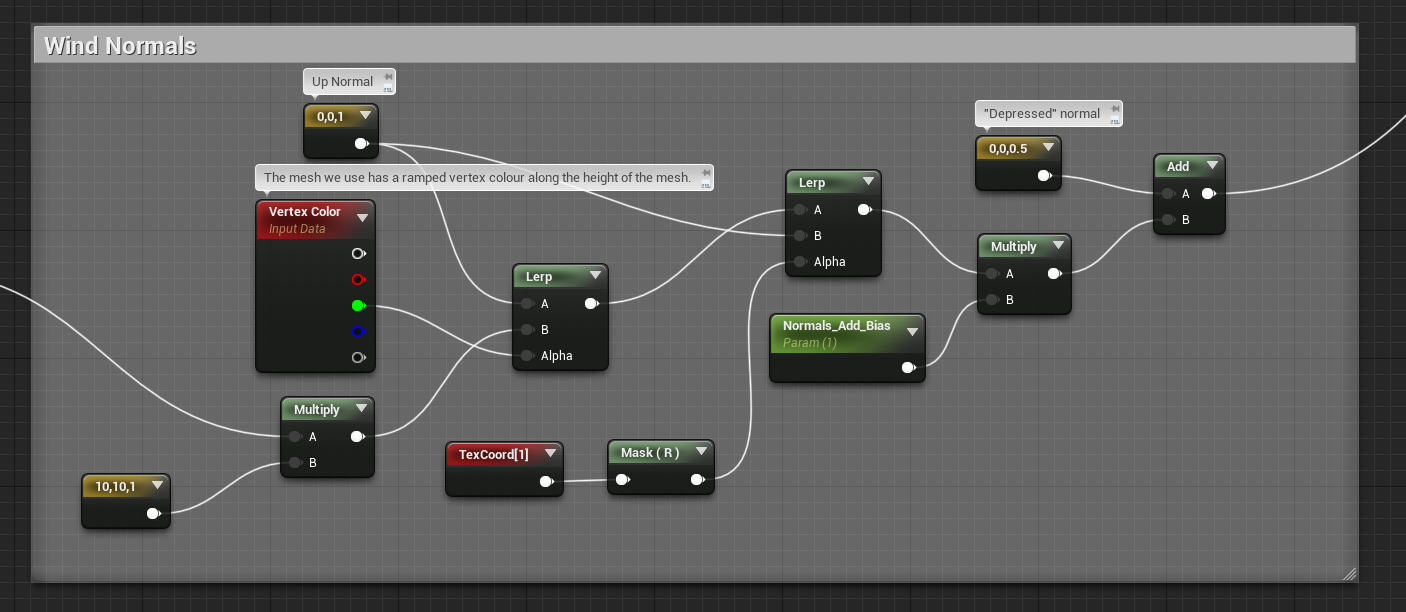 Wind Normals
Up Normal
0,0,1
"Depressed" normal
0,0,0.5
Add
A
B
The mesh we use has a ramped vertex colour along the height of the mesh.
Vertex Color
Input Data
Lerp
A
B
Alpha
Lerp
A
B
Alpha
Multiply
A
B
Normals_Add_Bias
Param (1)
Multiply
A
B
TexCoord[1]
Mask ( R )
10,10,1